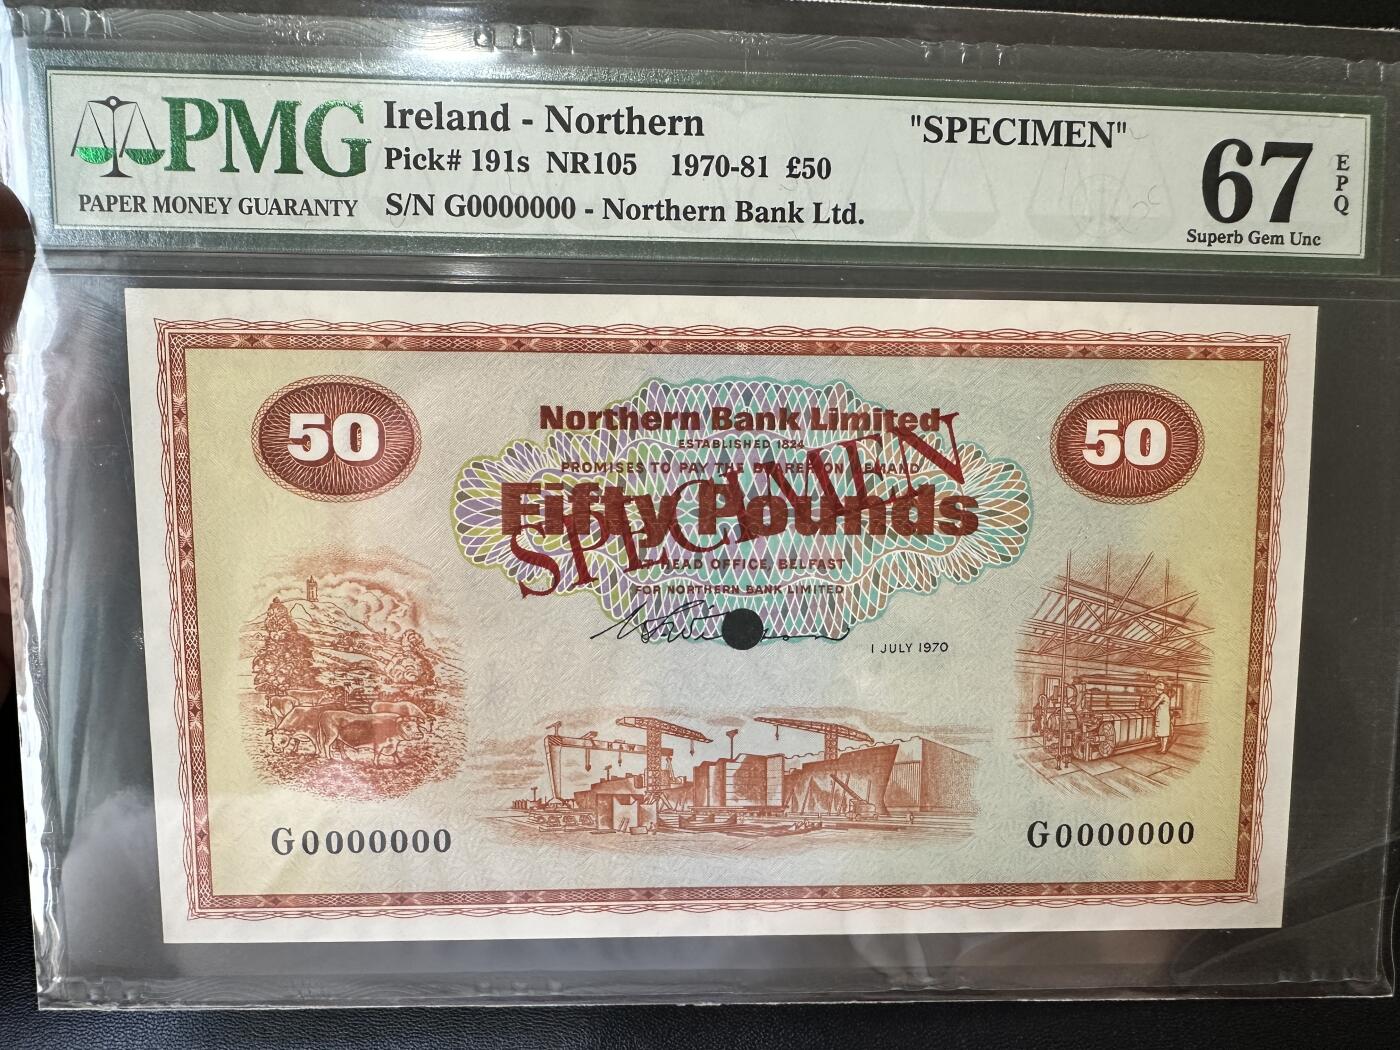 PMG
PAPER MONEY GUARANTY
Ireland - Northern
Pick# 191s NR105 1970-81 £50
S/N G0000000 - Northern Bank Ltd.
"SPECIMEN"
67
EPQ
Superb Gem Unc
50
50
Northern Bank Limited
ESTABLISHED 1824
PROMISES TO PAY THE BEARER ON DEMAND
Fifty Pounds
SPECIMEN
AT HEAD OFFICE, BELFAST
FOR NORTHERN BANK LIMITED
1 JULY 1970
G0000000
G0000000